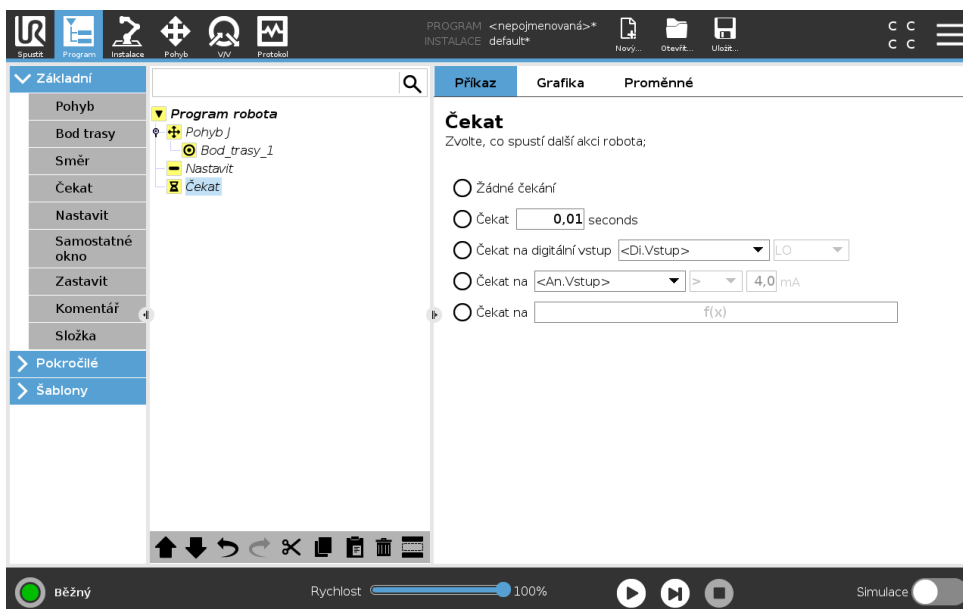 PROGRAM <nepojmenovaná>*
INSTALACE default*
Spustit
Program
Instalace
Pohyb
V/V
Protokol
Nový...
Otevřít...
Uložit...
C C
C C
Základní
Pohyb
Bod trasy
Směr
Čekat
Nastavit
Samostatné
okno
Zastavit
Komentář
Složka
Pokročilé
Šablony
Program robota
Pohyb J
Bod_trasy_1
Nastavit
Čekat
Příkaz Grafika Proměnné
Čekat
Zvolte, co spustí další akci robota;
Žádné čekání
Čekat 0,01 seconds
Čekat na digitální vstup <Di.Vstup> LO
Čekat na <An.Vstup> > 4,0 mA
Čekat na f(x)
Běžný
Rychlost 100%
Simulace